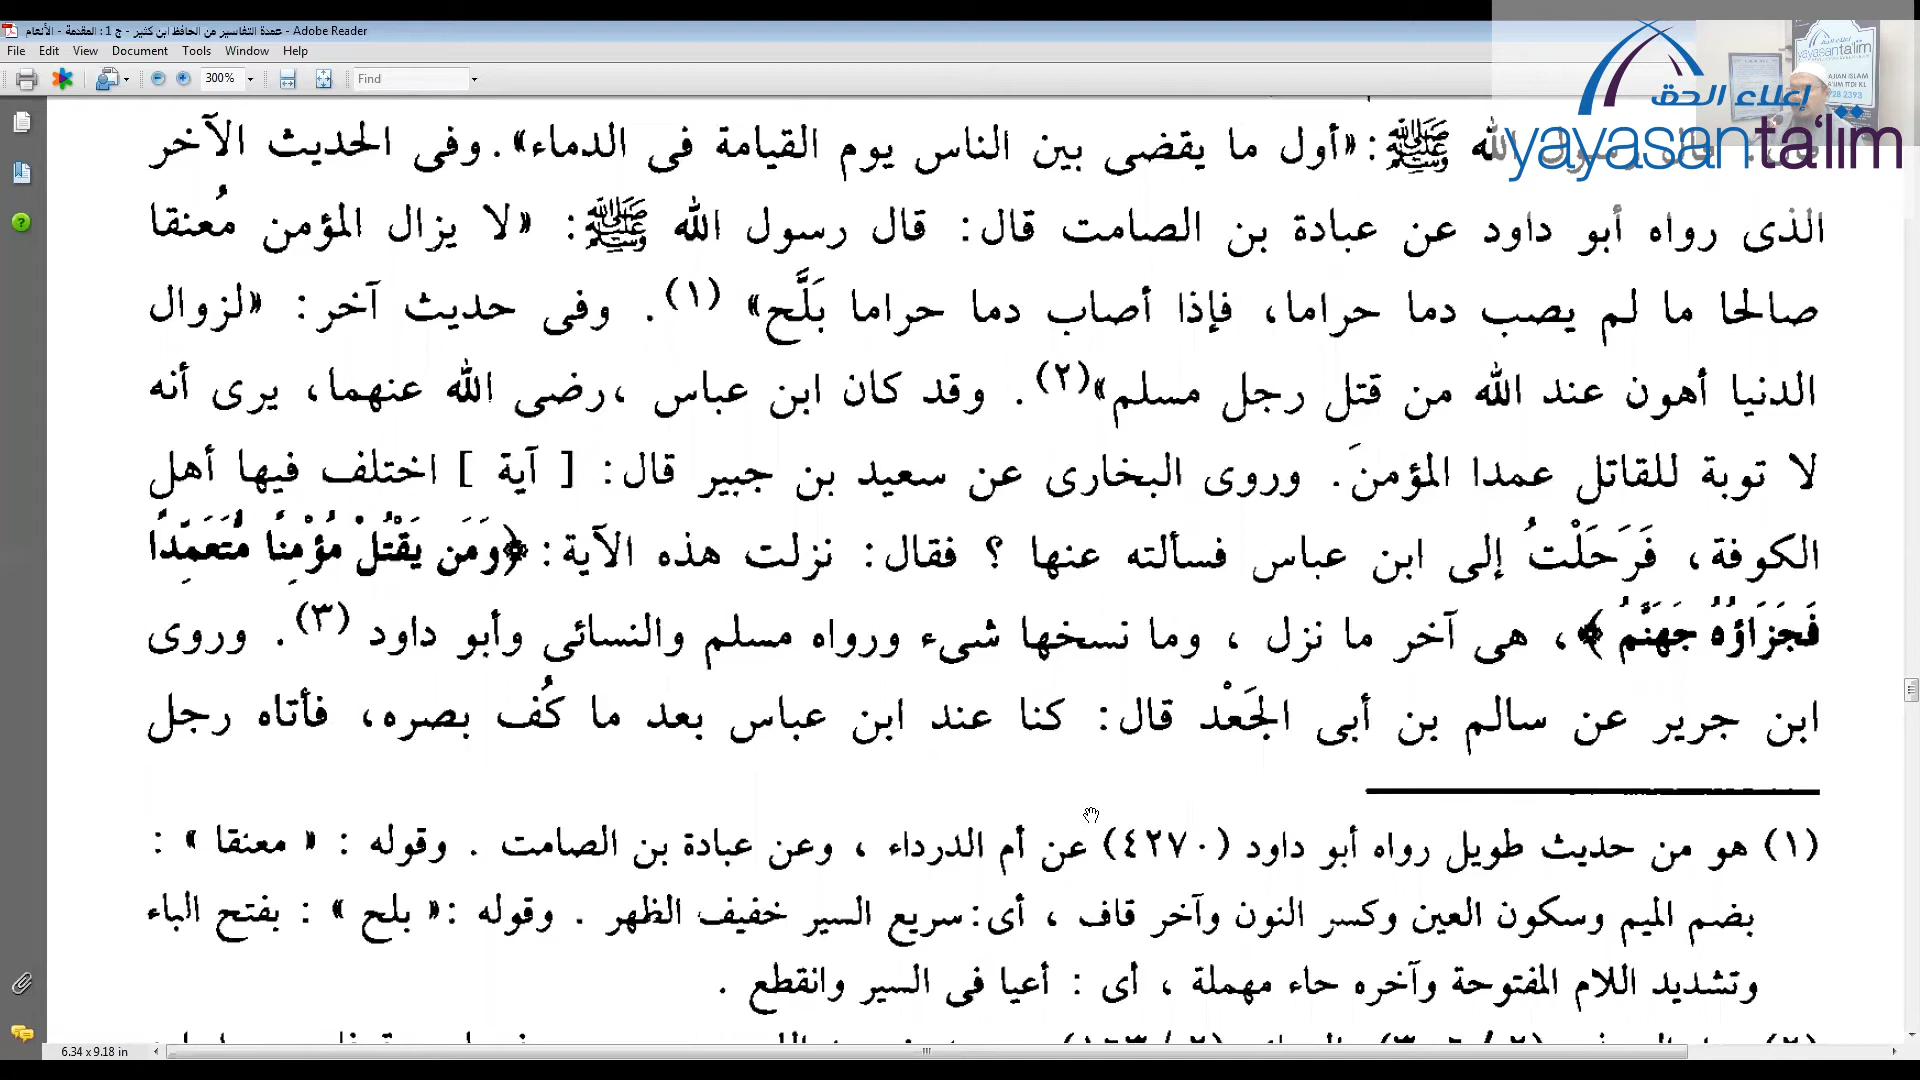 عمدة التفاسير عن الحافظ ابن كثير - ج 1 : المقدمة - الأنعام - Adobe Reader
File Edit View Document Tools Window Help
300% Find
إعلاء الحق
yayasanta'lim
yayasanta'lim
AJIAN ISLAM
728 2393
الله ﷺ: «أول ما يقضى بين الناس يوم القيامة فى الدماء». وفى الحديث الآخر
الذى رواه أبو داود عن عبادة بن الصامت قال: قال رسول الله ﷺ: «لا يزال المؤمن مُعنقا
صالحا ما لم يصب دما حراما، فإذا أصاب دما حراما بَلَّح» (١). وفى حديث آخر: «لزوال
الدنيا أهون عند الله من قتل رجل مسلم»(٢). وقد كان ابن عباس ،رضى الله عنهما، يرى أنه
لا توبة للقاتل عمدا المؤمنَ. وروى البخارى عن سعيد بن جبير قال: [ آية ] اختلف فيها أهل
الكوفة، فَرَحَلْتُ إلى ابن عباس فسألته عنها ؟ فقال: نزلت هذه الآية: ﴿وَمَن يَقْتُلْ مُؤْمِنًا مُّتَعَمِّدًا
فَجَزَاؤُهُ جَهَنَّمُ ﴾، هى آخر ما نزل ، وما نسخها شىء ورواه مسلم والنسائى وأبو داود (٣). وروى
ابن جرير عن سالم بن أبى الجَعْد قال: كنا عند ابن عباس بعد ما كُف بصره، فأتاه رجل
(١) هو من حديث طويل رواه أبو داود (٤٢٧٠) عن أم الدرداء ، وعن عبادة بن الصامت . وقوله : « معنقا » :
بضم الميم وسكون العين وكسر النون وآخر قاف ، أى: سريع السير خفيف الظهر . وقوله :« بلح » : بفتح الباء
وتشديد اللام المفتوحة وآخره حاء مهملة ، أى : أعيا فى السير وانقطع .
6.34 x 9.18 in